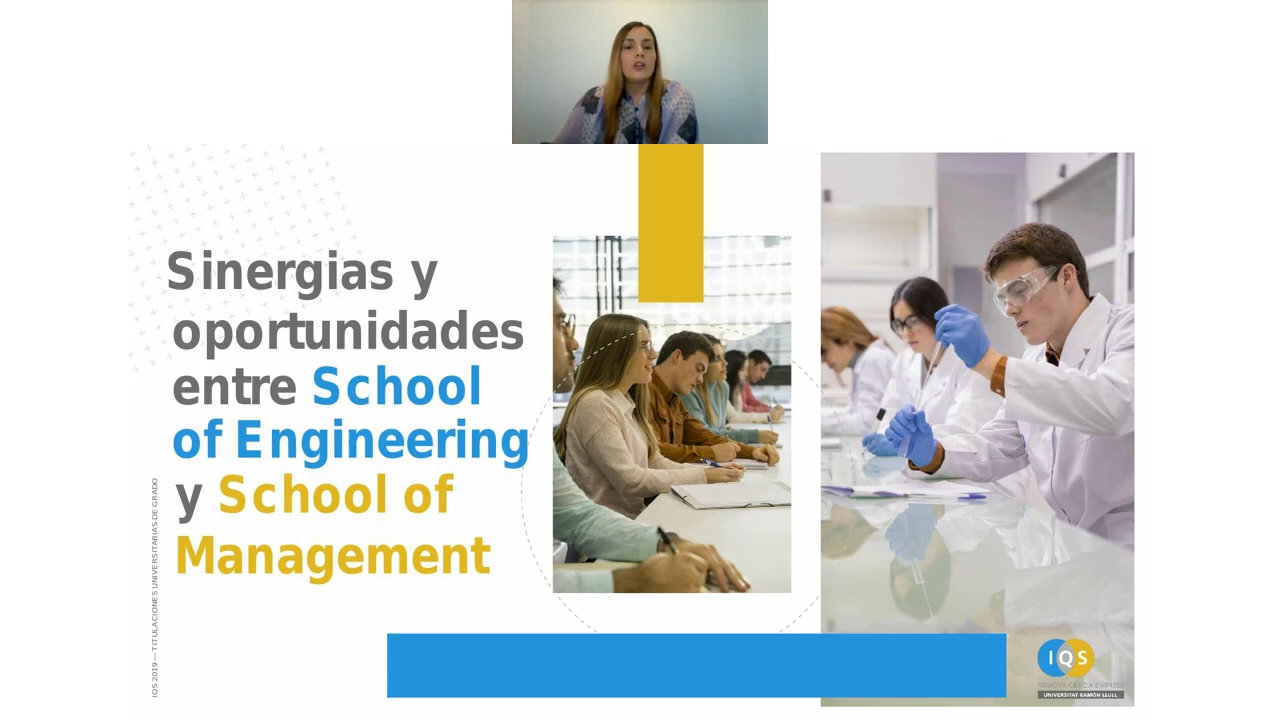 Sinergias y
oportunidades
entre School
of Engineering
y School of
Management
IQS 2019 — TITULACIONES UNIVERSITARIAS DE GRADO
IQS
UNIVERSITAT RAMON LLULL